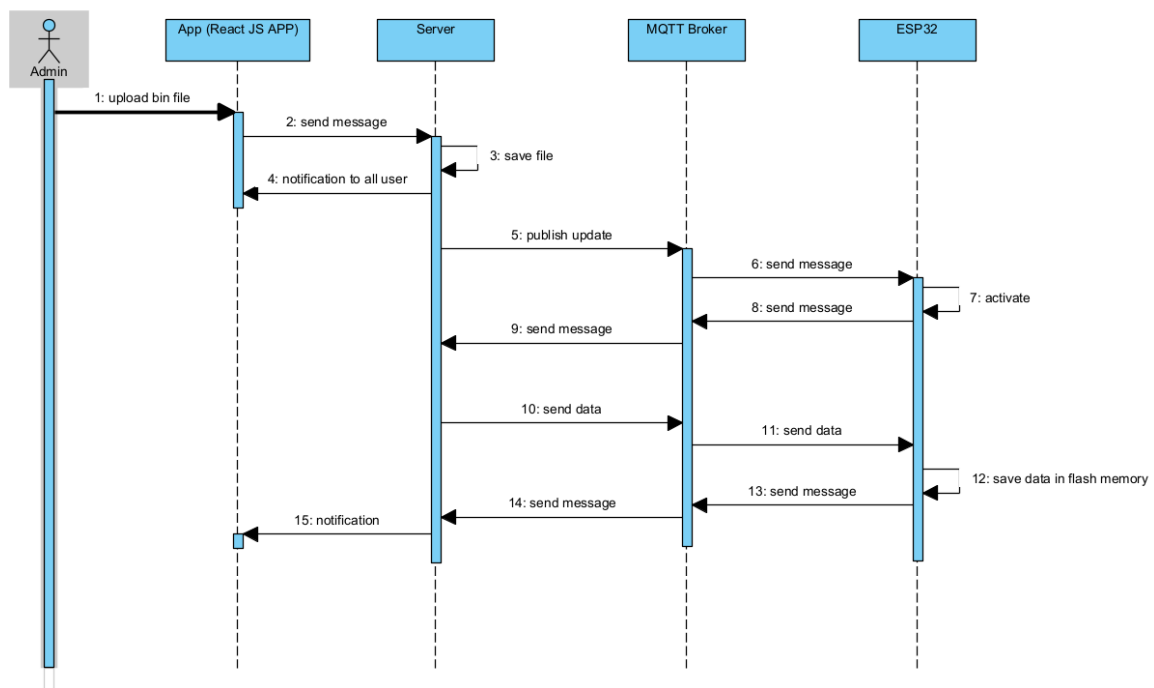 App (React JS APP)
Server
MQTT Broker
ESP32
Admin
1: upload bin file
2: send message
3: save file
4: notification to all user
5: publish update
6: send message
7: activate
8: send message
9: send message
10: send data
11: send data
12: save data in flash memory
13: send message
14: send message
15: notification